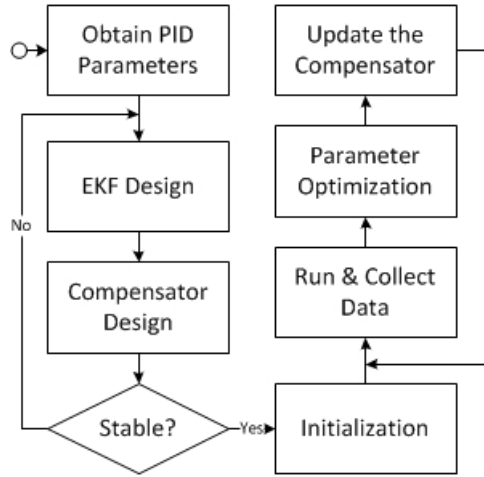 Obtain PID
Parameters
EKF Design
No
Compensator
Design
Stable?
Yes
Initialization
Run & Collect
Data
Parameter
Optimization
Update the
Compensator